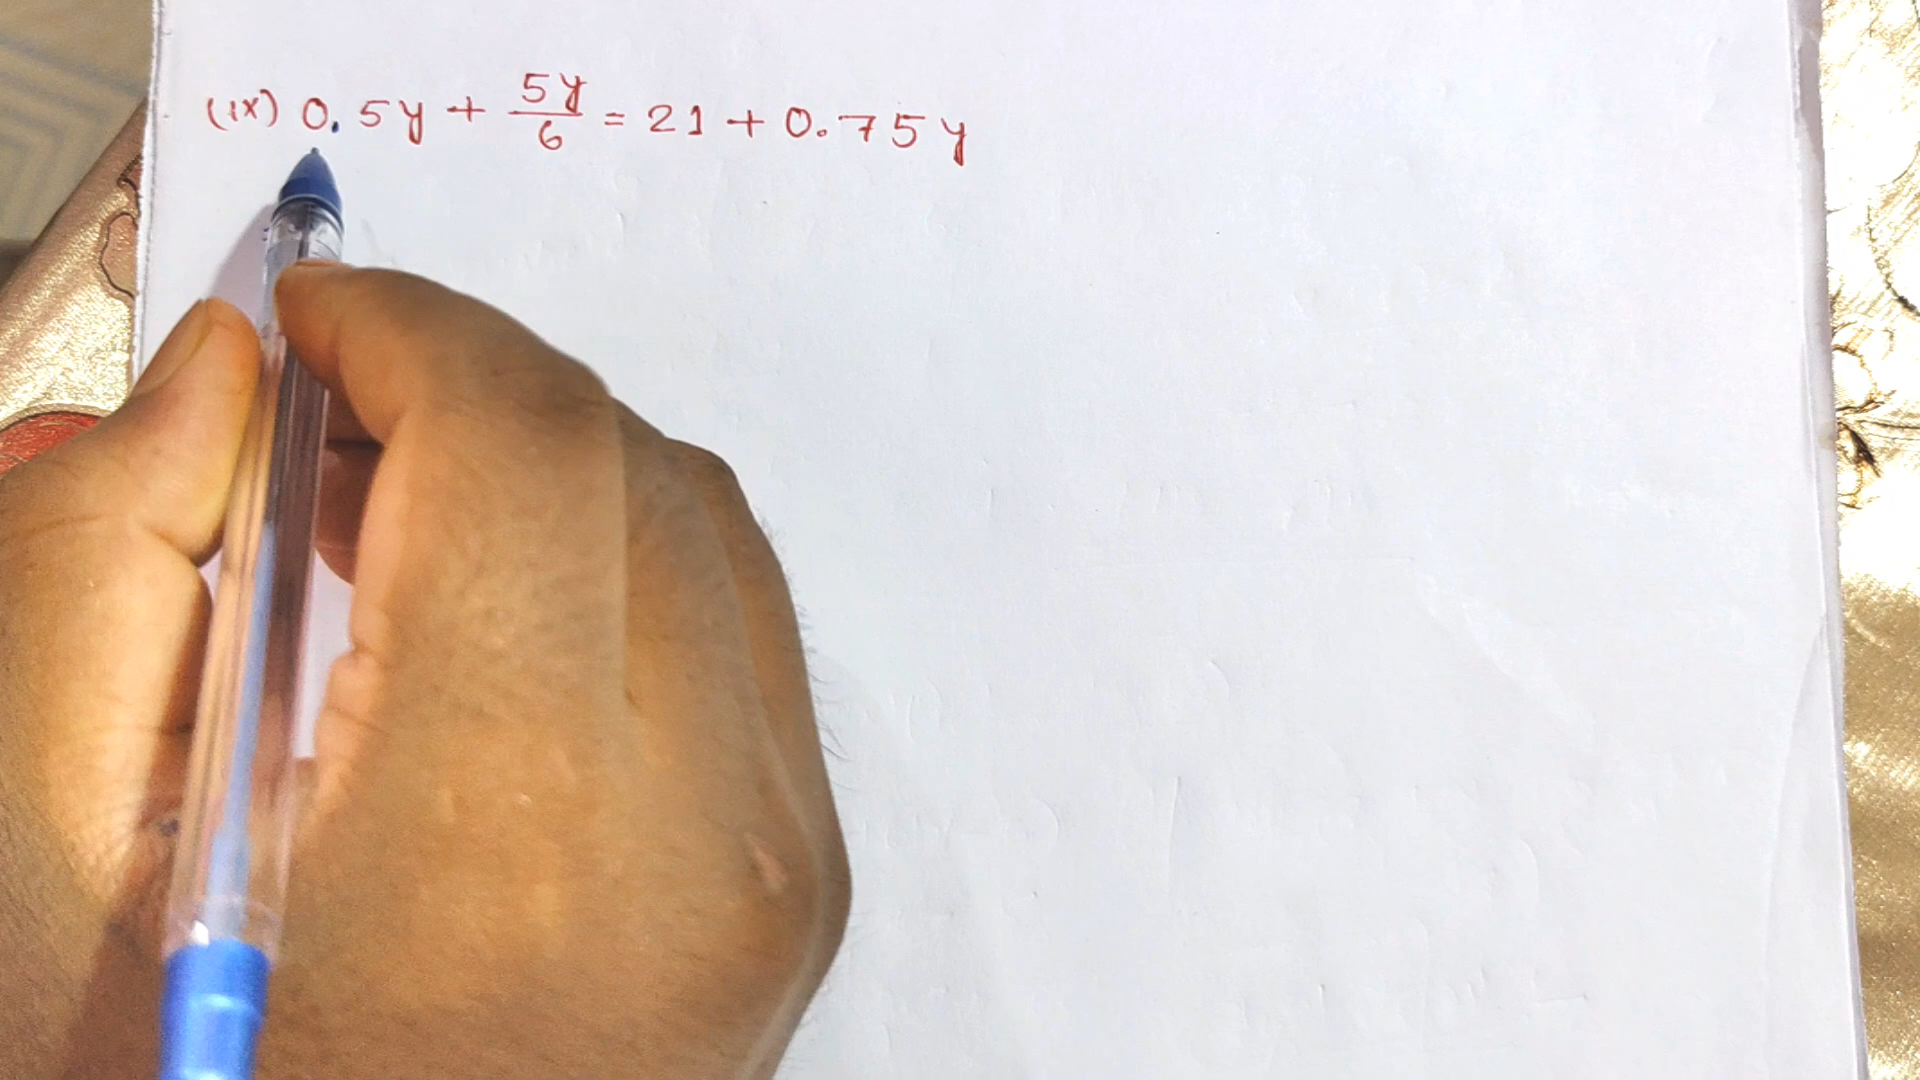 (ix) 0.5y + 5y/6 = 21 + 0.75y